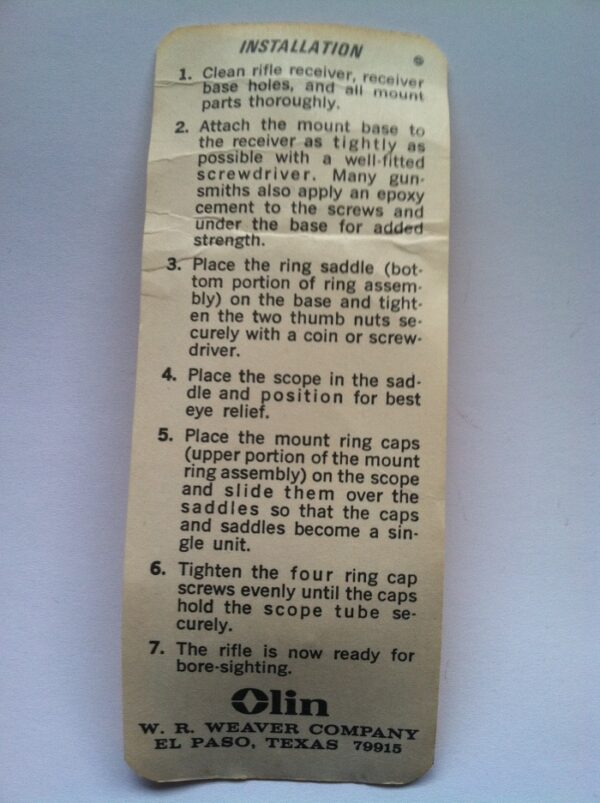 INSTALLATION
1. Clean rifle receiver, receiver
base holes, and all mount
parts thoroughly.
2. Attach the mount base to
the receiver as tightly as
possible with a well-fitted
screwdriver. Many gun-
smiths also apply an epoxy
cement to the screws and
under the base for added
strength.
3. Place the ring saddle (bot-
tom portion of ring assem-
bly) on the base and tight-
en the two thumb nuts se-
curely with a coin or screw-
driver.
4. Place the scope in the sad-
dle and position for best
eye relief.
5. Place the mount ring caps
(upper portion of the mount
ring assembly) on the scope
and slide them over the
saddles so that the caps
and saddles become a sin-
gle unit.
6. Tighten the four ring cap
screws evenly until the caps
hold the scope tube se-
curely.
7. The rifle is now ready for
bore-sighting.
Olin
W. R. WEAVER COMPANY
EL PASO, TEXAS 79915